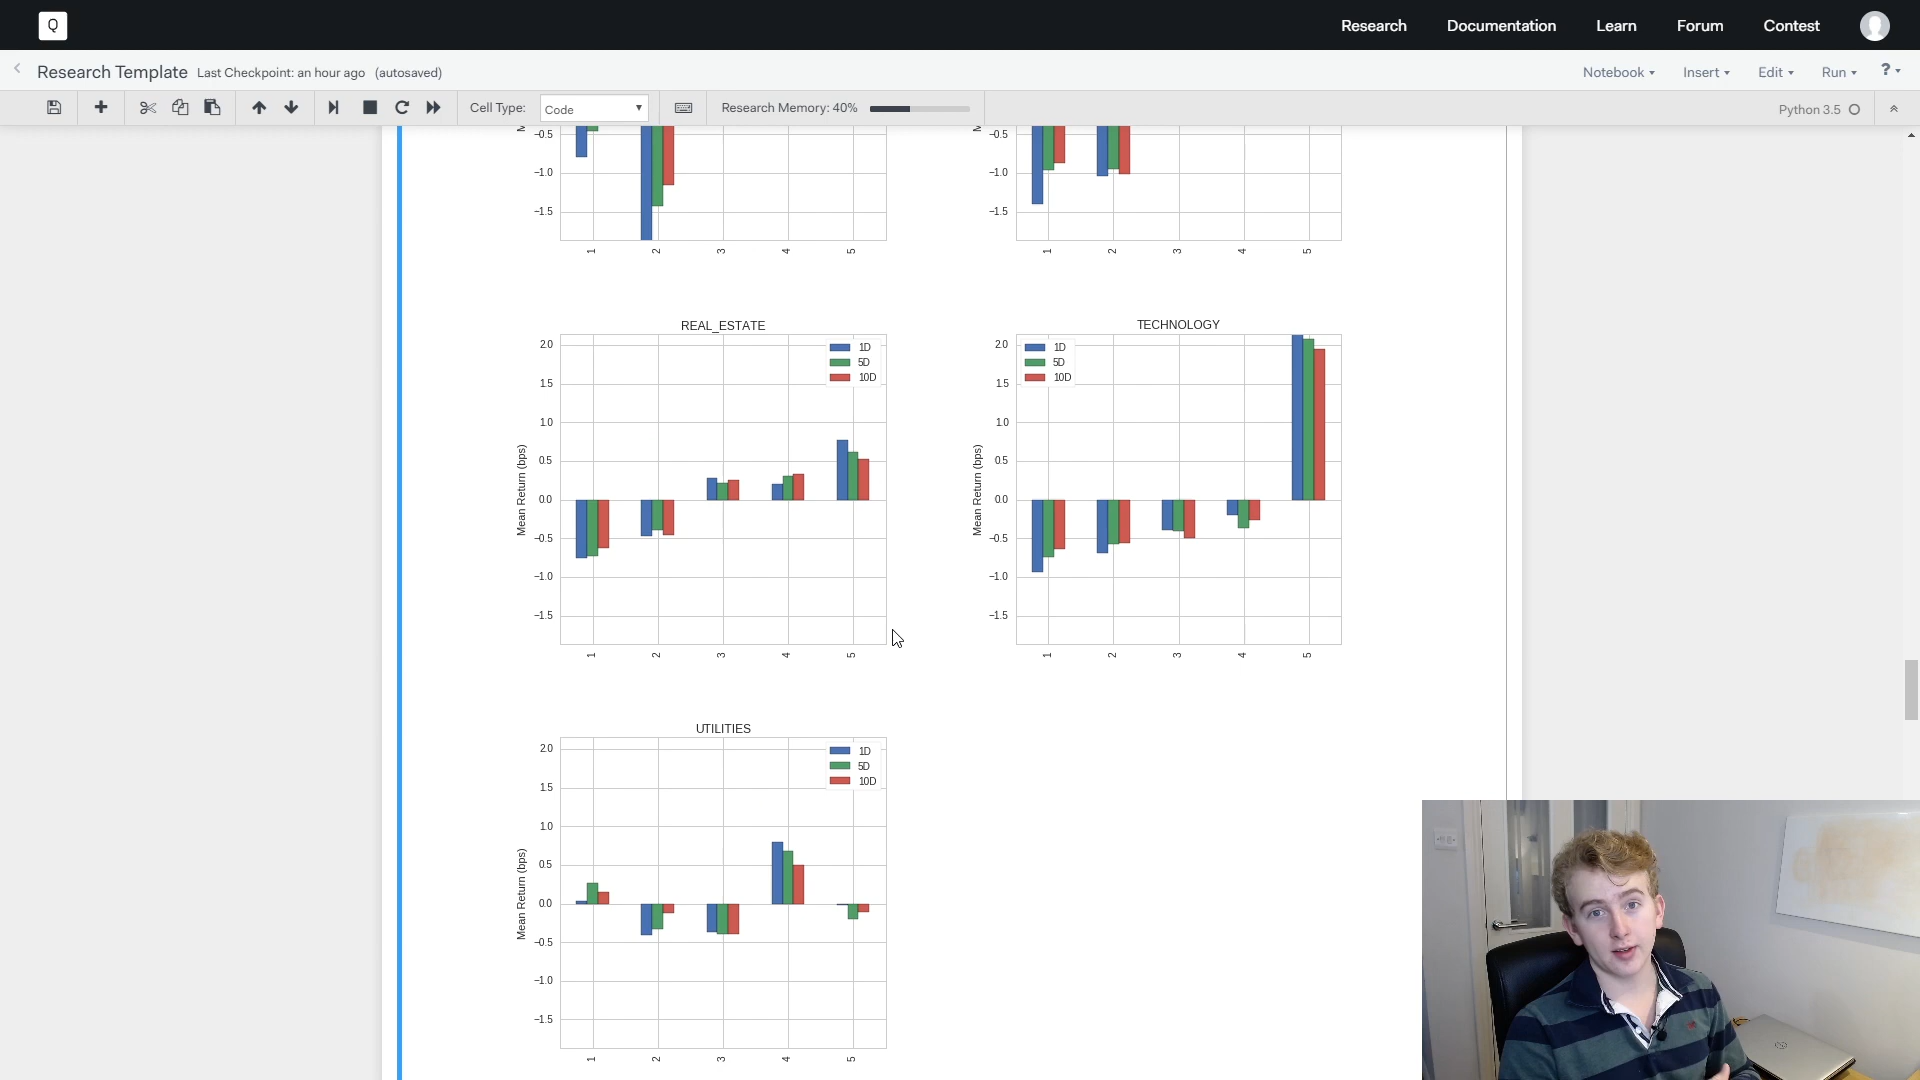 Q
Research
Documentation
Learn
Forum
Contest
Research Template Last Checkpoint: an hour ago (autosaved)
Notebook
Insert
Edit
Run
?
Cell Type:
Code
Research Memory: 40%
Python 3.5
−0.5
−1.0
−1.5
1 2 3 4 5
−0.5
−1.0
−1.5
1 2 3 4 5
REAL_ESTATE
1D
5D
10D
Mean Return (bps)
2.0
1.5
1.0
0.5
0.0
−0.5
−1.0
−1.5
1 2 3 4 5
TECHNOLOGY
1D
5D
10D
Mean Return (bps)
2.0
1.5
1.0
0.5
0.0
−0.5
−1.0
−1.5
1 2 3 4 5
UTILITIES
1D
5D
10D
Mean Return (bps)
2.0
1.5
1.0
0.5
0.0
−0.5
−1.0
−1.5
1 2 3 4 5